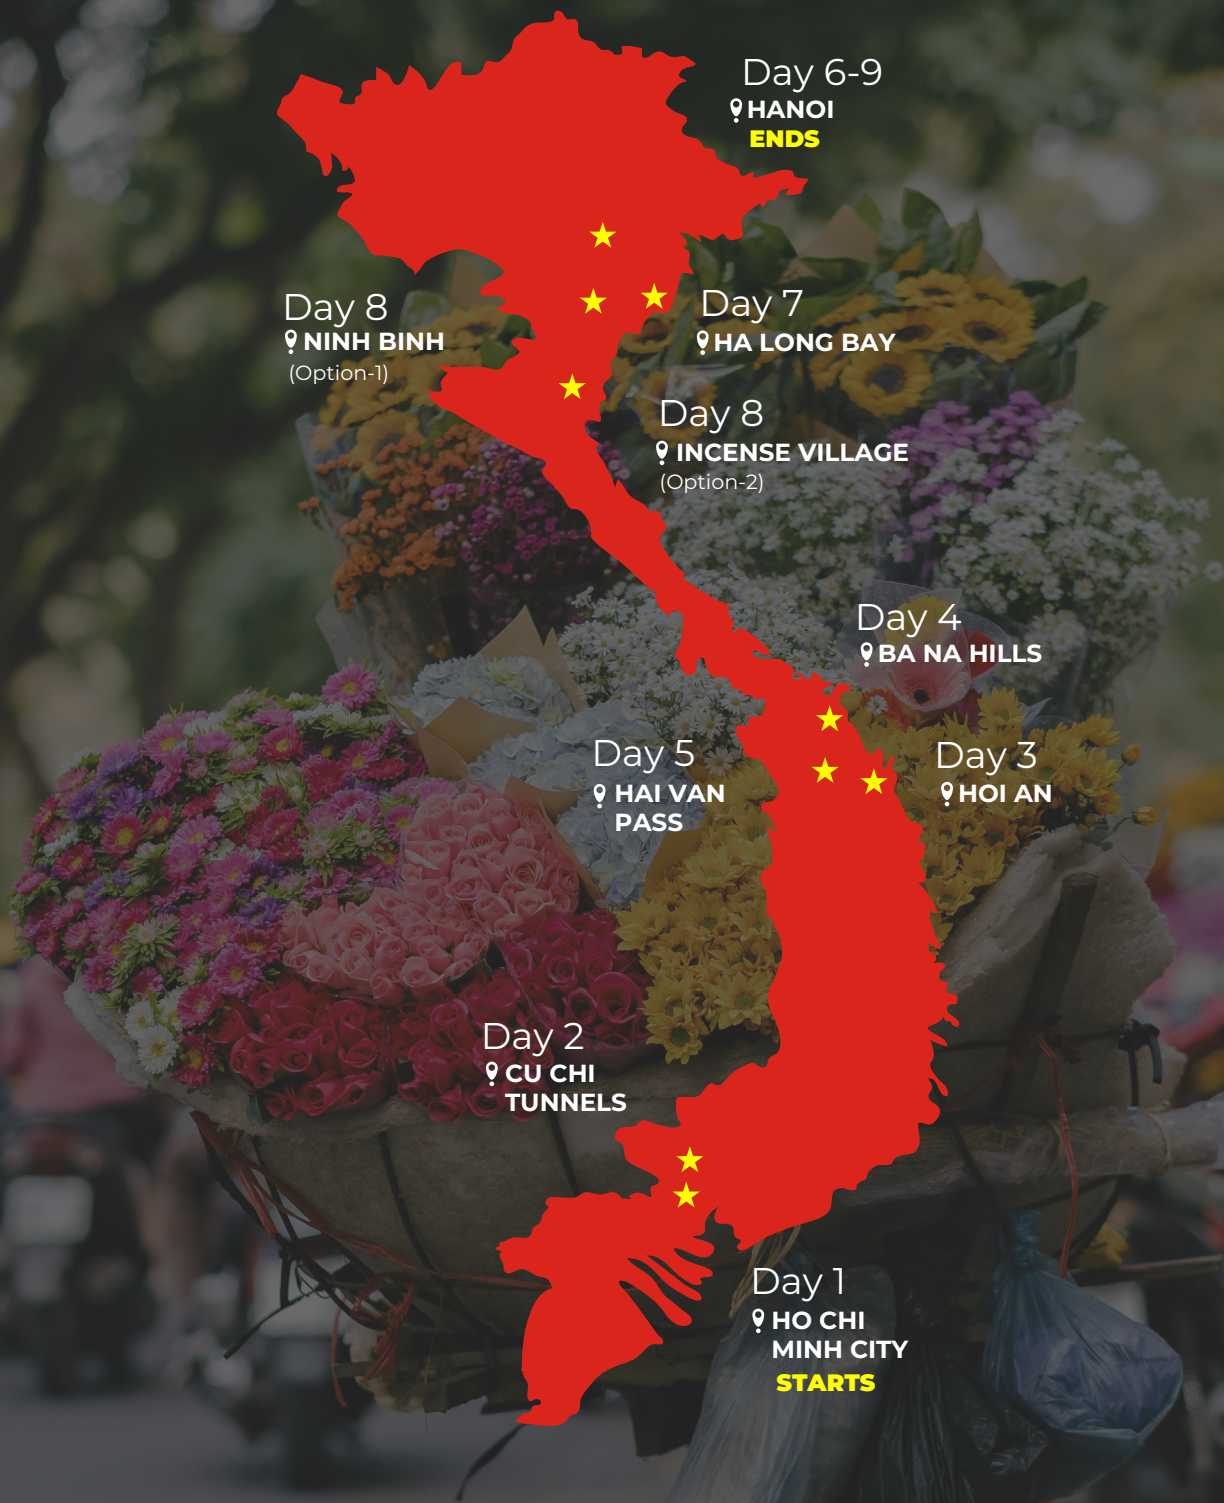 Day 6-9
HANOI
ENDS
Day 8
NINH BINH
(Option-1)
Day 7
HA LONG BAY
Day 8
INCENSE VILLAGE
(Option-2)
Day 4
BA NA HILLS
Day 5
HAI VAN
PASS
Day 3
HOI AN
Day 2
CU CHI
TUNNELS
Day 1
HO CHI
MINH CITY
STARTS